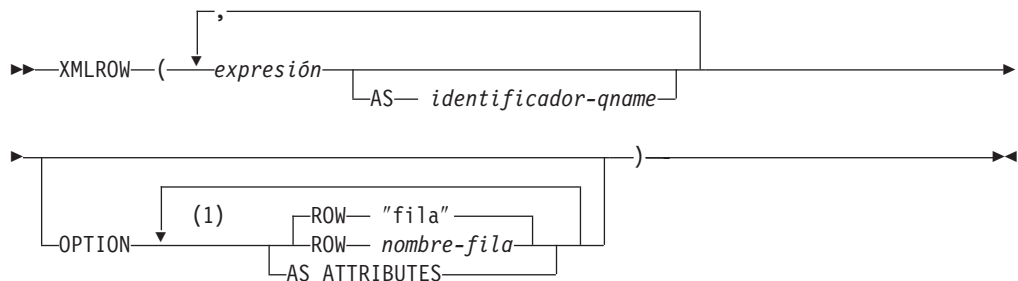 ,
XMLROW ( expresión
AS identificador-qname
)
(1) ROW "fila"
OPTION ROW nombre-fila
AS ATTRIBUTES